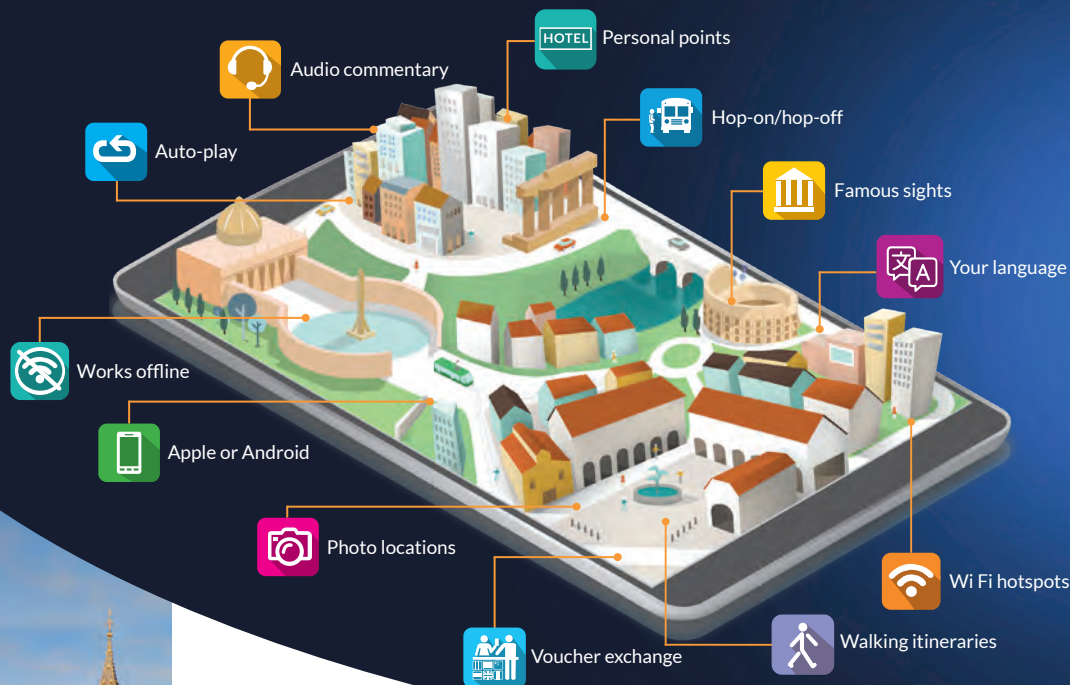 HOTEL
Personal points
Audio commentary
Hop-on/hop-off
Auto-play
Famous sights
文
A
Your language
Works offline
Apple or Android
Photo locations
Wi Fi hotspots
Walking itineraries
Voucher exchange